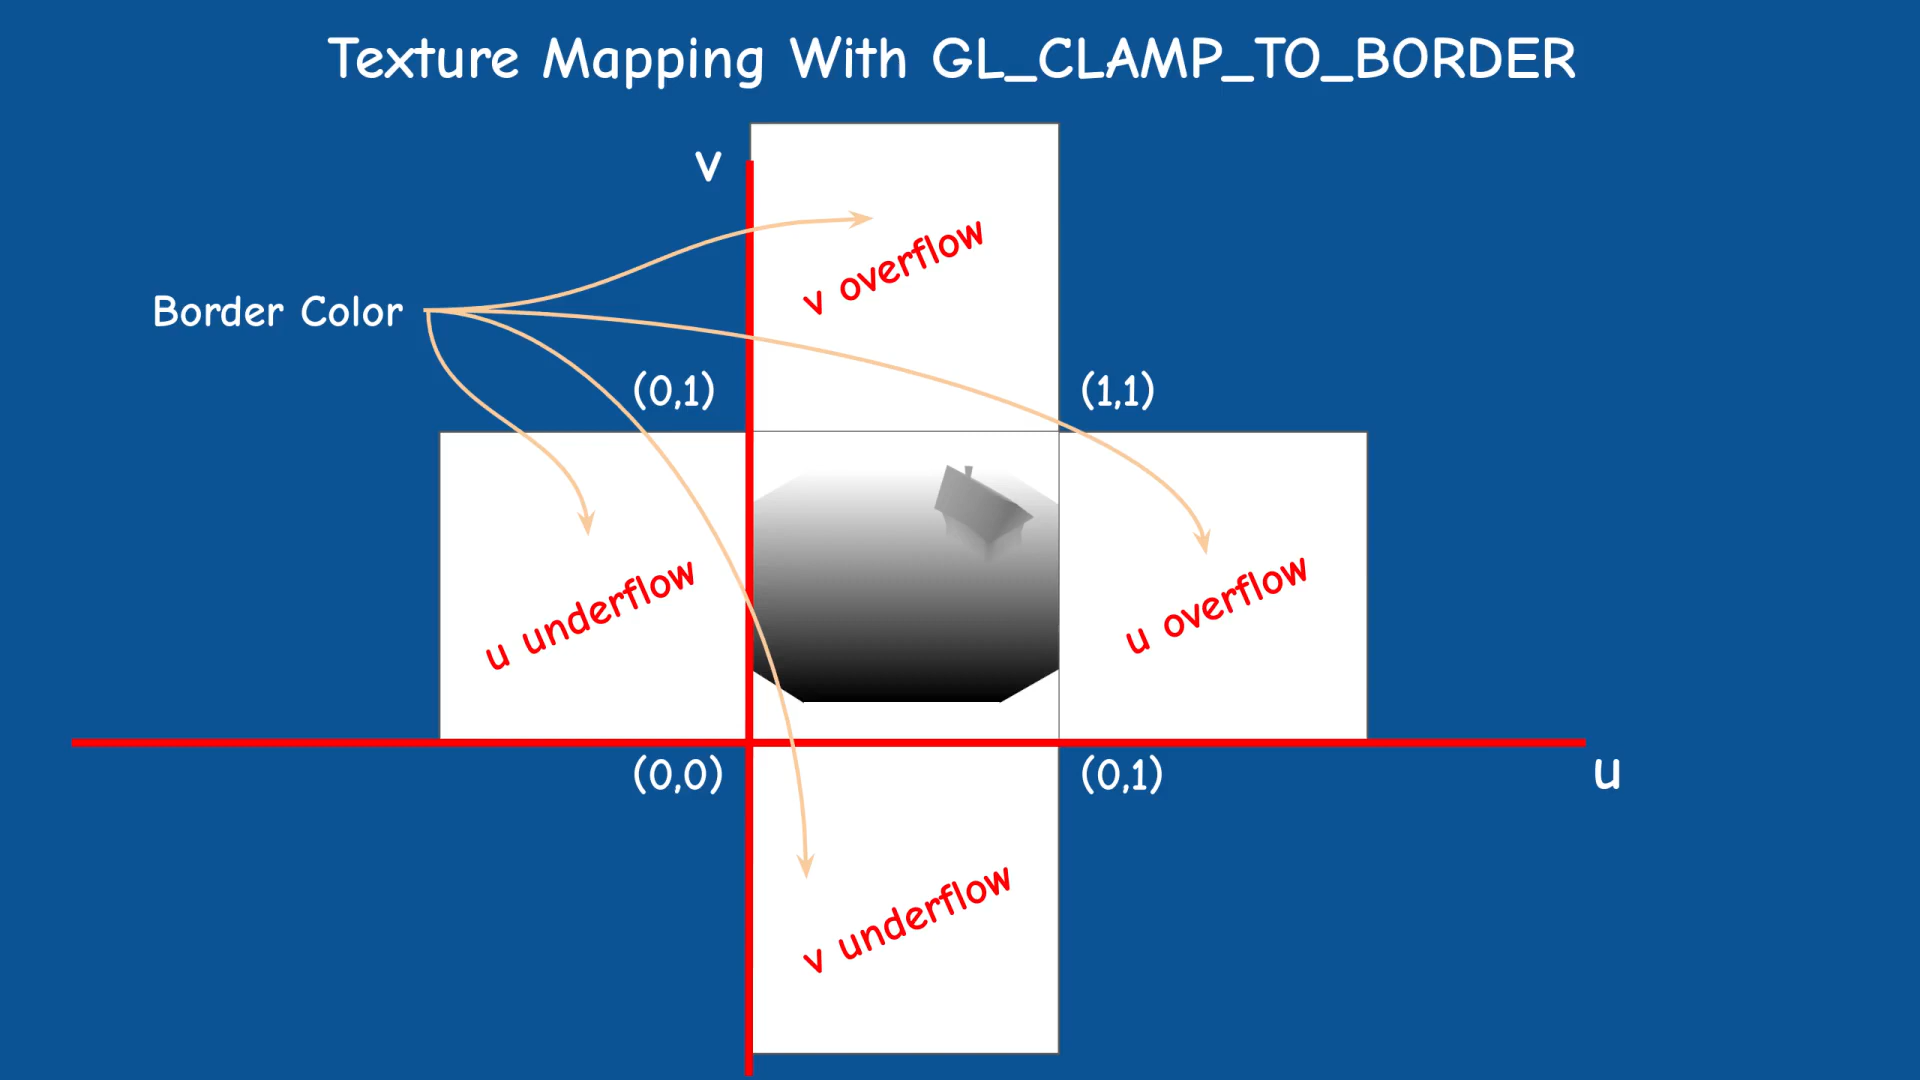 Texture Mapping With GL_CLAMP_TO_BORDER
v
v overflow
Border Color
(0,1)
(1,1)
u underflow
u overflow
(0,0)
(0,1)
u
v underflow